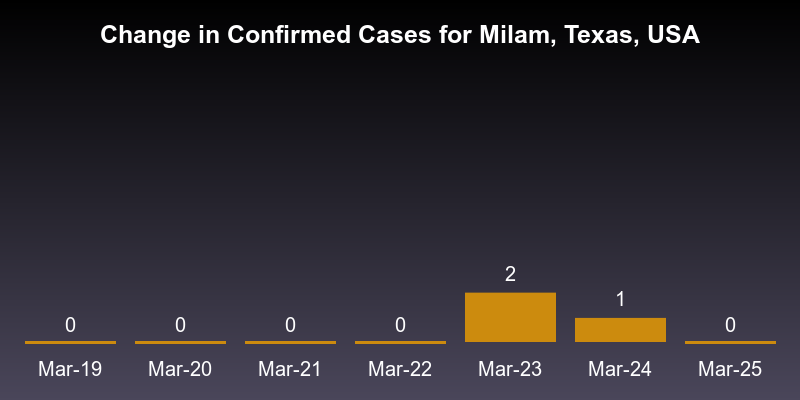 Change in Confirmed Cases for Milam, Texas, USA
2
1
0 0 0 0 0
Mar-19 Mar-20 Mar-21 Mar-22 Mar-23 Mar-24 Mar-25